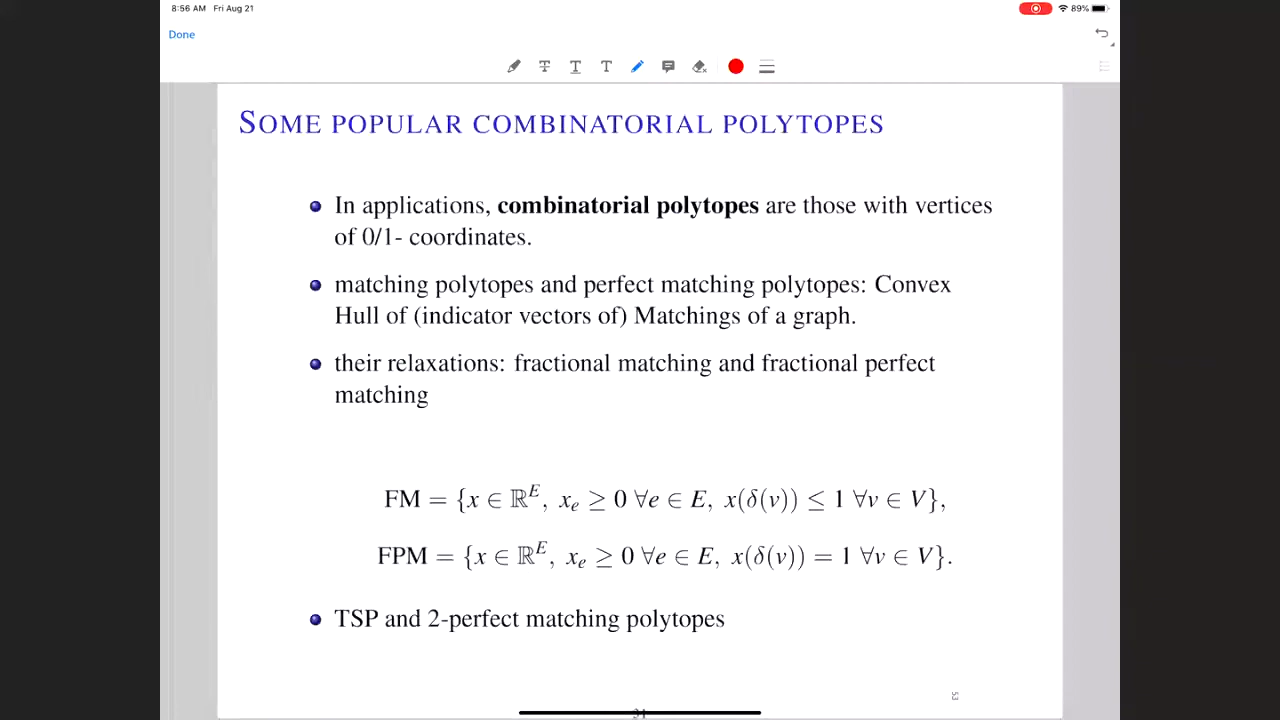 8:56 AM Fri Aug 21
89%
Done
SOME POPULAR COMBINATORIAL POLYTOPES
In applications, combinatorial polytopes are those with vertices
of 0/1- coordinates.
matching polytopes and perfect matching polytopes: Convex
Hull of (indicator vectors of) Matchings of a graph.
their relaxations: fractional matching and fractional perfect
matching
FM = {x ∈ ℝ^E, x_e ≥ 0 ∀e ∈ E, x(δ(v)) ≤ 1 ∀v ∈ V},
FPM = {x ∈ ℝ^E, x_e ≥ 0 ∀e ∈ E, x(δ(v)) = 1 ∀v ∈ V}.
TSP and 2-perfect matching polytopes
53